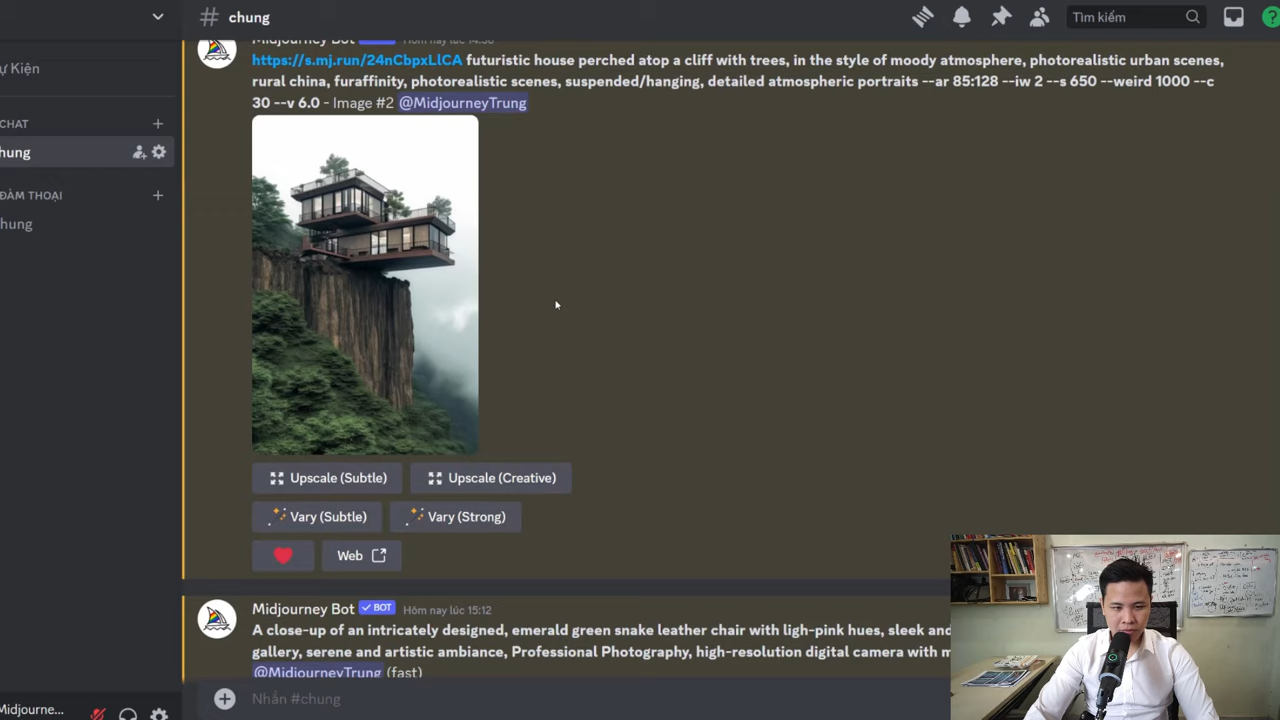 chung
Tìm kiếm
ự Kiện
CHAT
hung
ĐÀM THOẠI
hung
Midjourney Bot Hôm nay lúc 14:56
https://s.mj.run/24nCbpxLlCA futuristic house perched atop a cliff with trees, in the style of moody atmosphere, photorealistic urban scenes,
rural china, furaffinity, photorealistic scenes, suspended/hanging, detailed atmospheric portraits --ar 85:128 --iw 2 --s 650 --weird 1000 --c
30 --v 6.0 - Image #2 @MidjourneyTrung
Upscale (Subtle) Upscale (Creative)
Vary (Subtle) Vary (Strong)
Web
Midjourney Bot BOT Hôm nay lúc 15:12
A close-up of an intricately designed, emerald green snake leather chair with ligh-pink hues, sleek and
gallery, serene and artistic ambiance, Professional Photography, high-resolution digital camera with m
@MidjourneyTrung (fast)
Nhắn #chung
Midjourne...